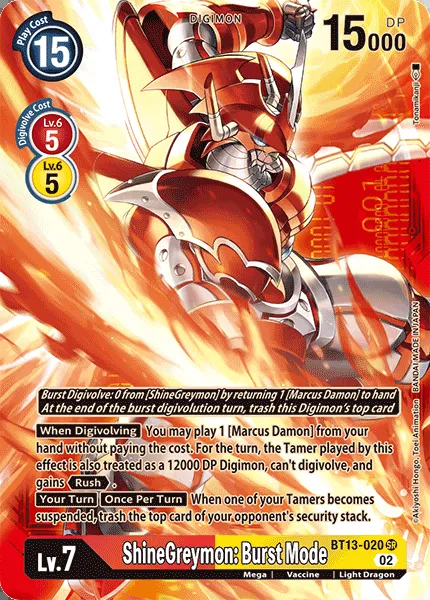 Play Cost
15
DIGIMON
15000
DP
Digivolve Cost
Lv.6
5
Lv.6
5
Tonamikanji
Burst Digivolve: 0 from [ShineGreymon] by returning 1 [Marcus Damon] to hand
At the end of the burst digivolution turn, trash this Digimon's top card
When Digivolving You may play 1 [Marcus Damon] from your
hand without paying the cost. For the turn, the Tamer played by this
effect is also treated as a 12000 DP Digimon, can't digivolve, and
gains Rush.
Your Turn Once Per Turn When one of your Tamers becomes
suspended, trash the top card of your opponent's security stack.
©Akiyoshi Hongo, Toei Animation BANDAI MADE IN JAPAN
Lv.7
ShineGreymon: Burst Mode
BT13-020 SR
02
Mega | Vaccine | Light Dragon